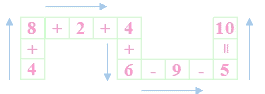 8 + 2 + 4 10
+ + =
4 6 - 9 - 5